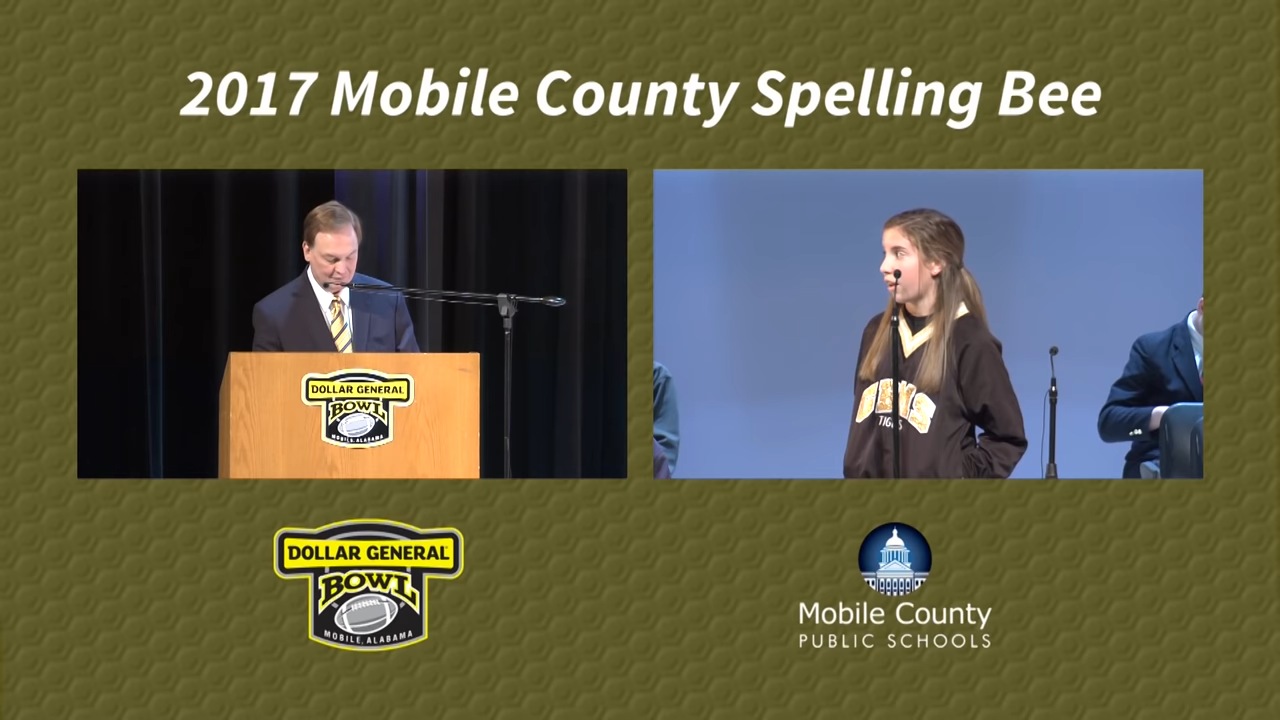 2017 Mobile County Spelling Bee
DOLLAR GENERAL
BOWL
MOBILE, ALABAMA
TIGERS
DOLLAR GENERAL
BOWL
MOBILE, ALABAMA
Mobile County
PUBLIC SCHOOLS